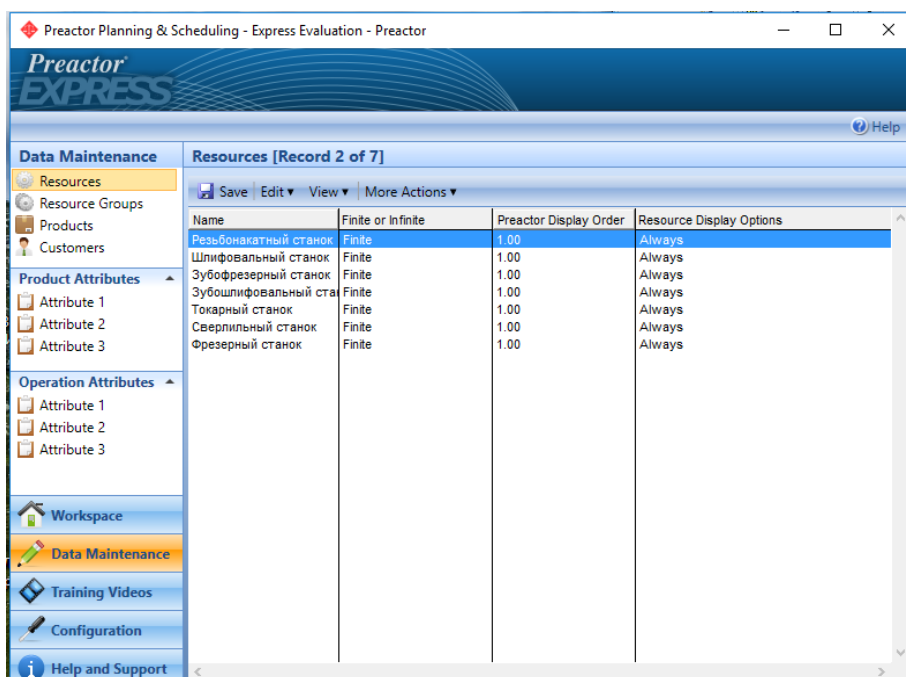 Preactor Planning & Scheduling - Express Evaluation - Preactor
Preactor
EXPRESS
Help
Data Maintenance
Resources
Resource Groups
Products
Customers
Product Attributes
Attribute 1
Attribute 2
Attribute 3
Operation Attributes
Attribute 1
Attribute 2
Attribute 3
Workspace
Data Maintenance
Training Videos
Configuration
Help and Support
Resources [Record 2 of 7]
Save Edit View More Actions
Name Finite or Infinite Preactor Display Order Resource Display Options
Резьбонакатный станок Finite 1.00 Always
Шлифовальный станок Finite 1.00 Always
Зубофрезерный станок Finite 1.00 Always
Зубошлифовальный ста Finite 1.00 Always
Токарный станок Finite 1.00 Always
Сверлильный станок Finite 1.00 Always
Фрезерный станок Finite 1.00 Always